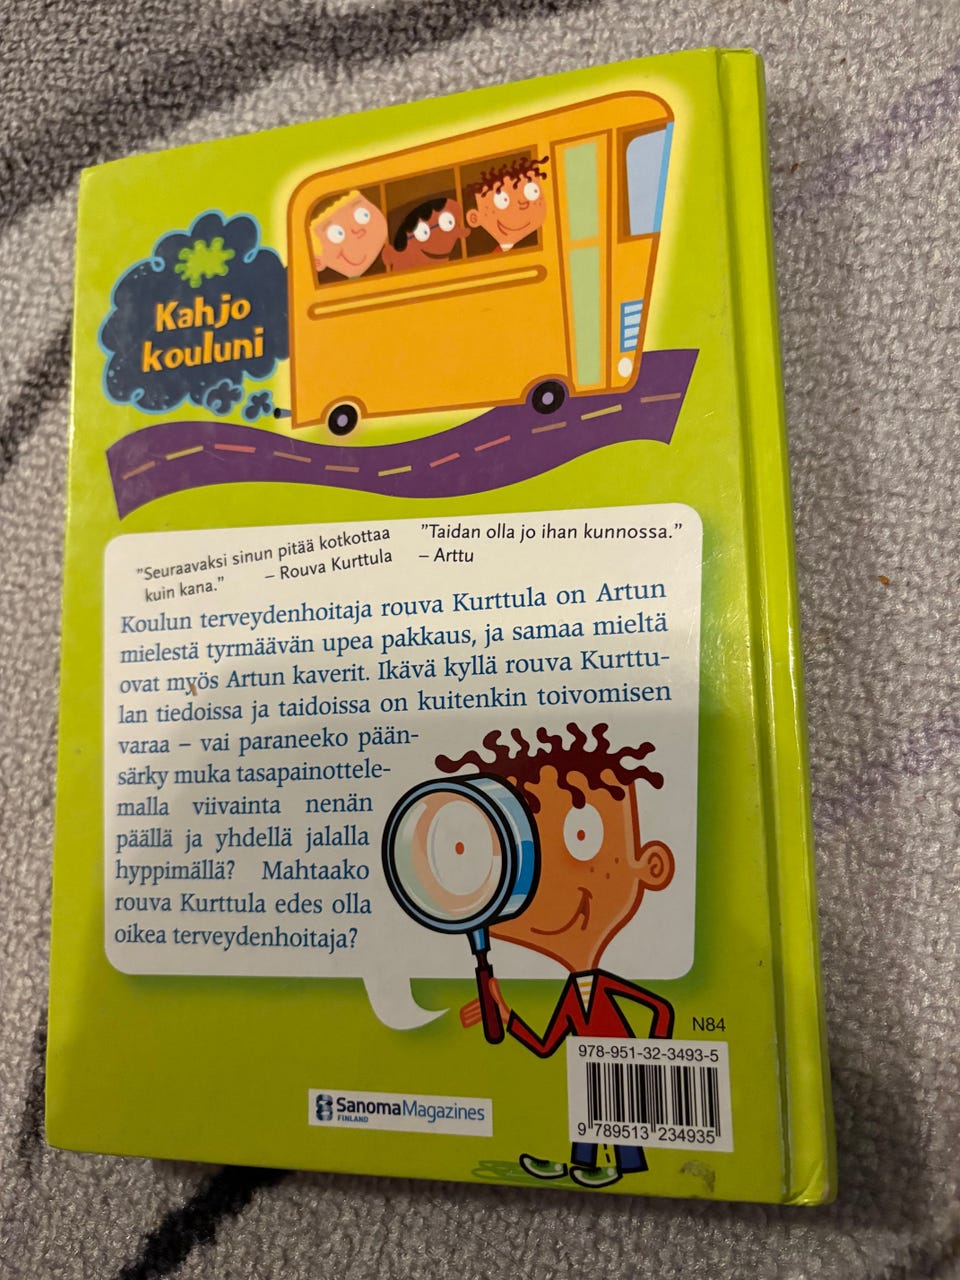 Kahjo
kouluni
”Seuraavaksi sinun pitää kotkottaa
kuin kana.”
– Rouva Kurttula
”Taidan olla jo ihan kunnossa.”
– Arttu
Koulun terveydenhoitaja rouva Kurttula on Artun
mielestä tyrmäävän upea pakkaus, ja samaa mieltä
ovat myös Artun kaverit. Ikävä kyllä rouva Kurttu-
lan tiedoissa ja taidoissa on kuitenkin toivomisen
varaa – vai paraneeko pään-
särky muka tasapainottele-
malla viivainta nenän
päällä ja yhdellä jalalla
hyppimällä? Mahtaako
rouva Kurttula edes olla
oikea terveydenhoitaja?
N84
978-951-32-3493-5
9 789513 234935
SanomaMagazines
FINLAND